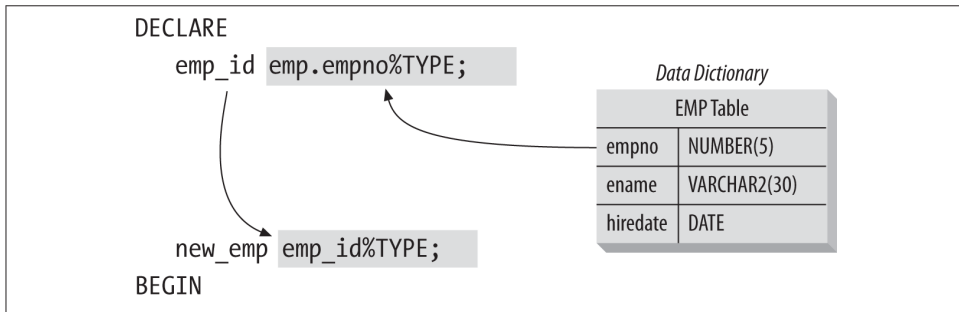 DECLARE
emp_id emp.empno%TYPE;
Data Dictionary
EMP Table
empno NUMBER(5)
ename VARCHAR2(30)
hiredate DATE
new_emp emp_id%TYPE;
BEGIN